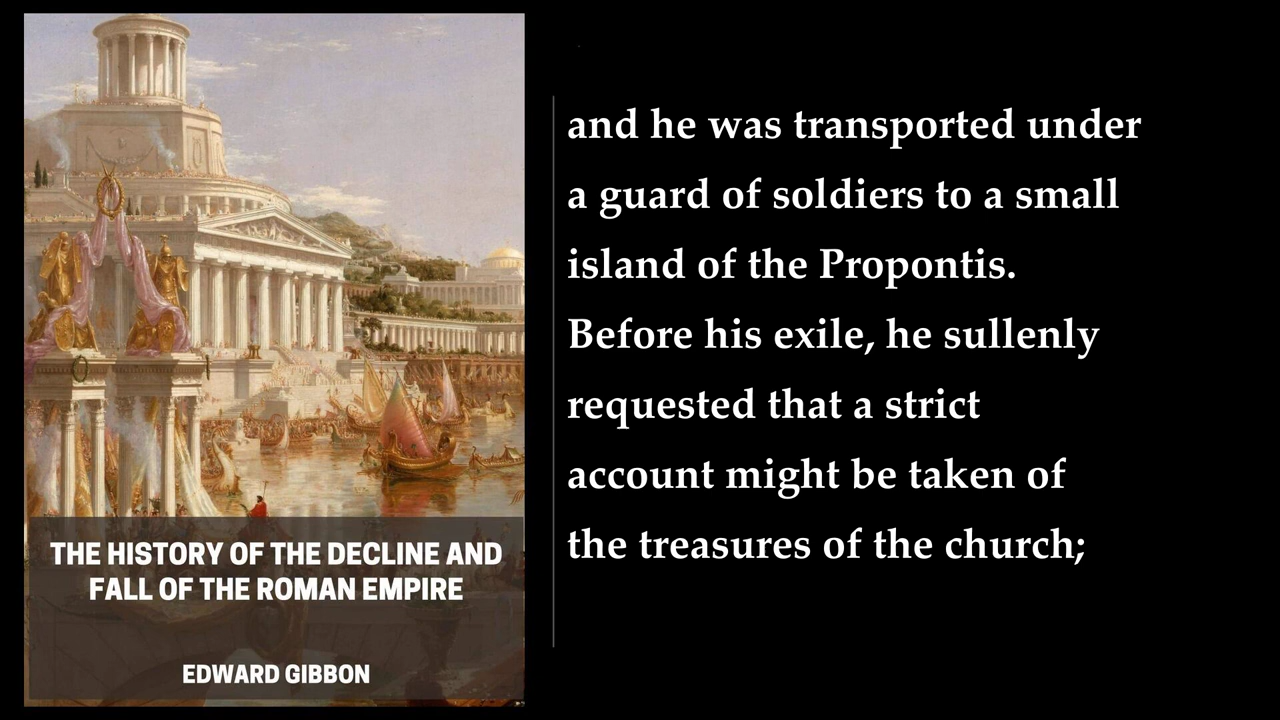 THE HISTORY OF THE DECLINE AND
FALL OF THE ROMAN EMPIRE
EDWARD GIBBON
and he was transported under
a guard of soldiers to a small
island of the Propontis.
Before his exile, he sullenly
requested that a strict
account might be taken of
the treasures of the church;